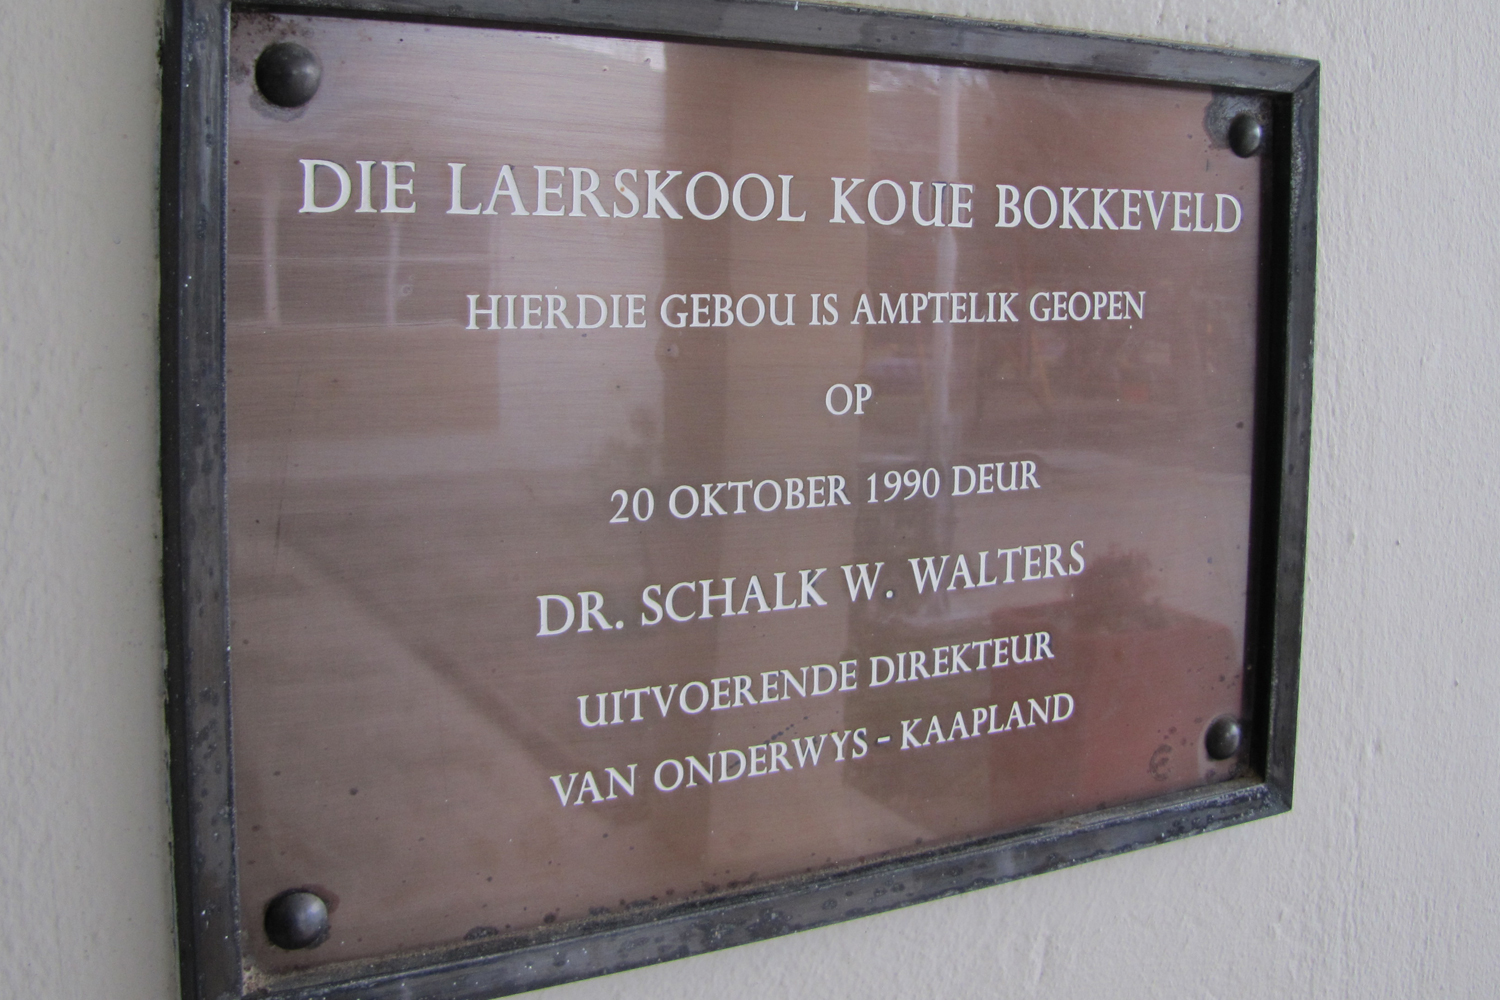 DIE LAERSKOOL KOUE BOKKEVELD
HIERDIE GEBOU IS AMPTELIK GEOPEN
OP
20 OKTOBER 1990 DEUR
DR. SCHALK W. WALTERS
UITVOERENDE DIREKTEUR
VAN ONDERWYS - KAAPLAND